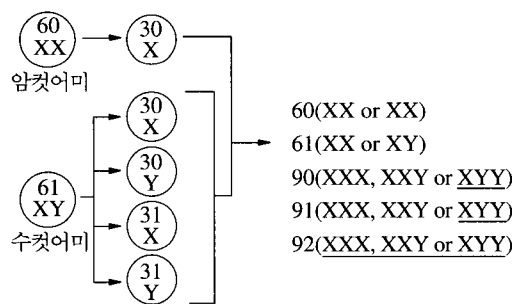 60
XX
암컷어미
30
X
61
XY
수컷어미
30
X
30
Y
31
X
31
Y
60(XX or XX)
61(XX or XY)
90(XXX, XXY or XYY)
91(XXX, XXY or XYY)
92(XXX, XXY or XYY)